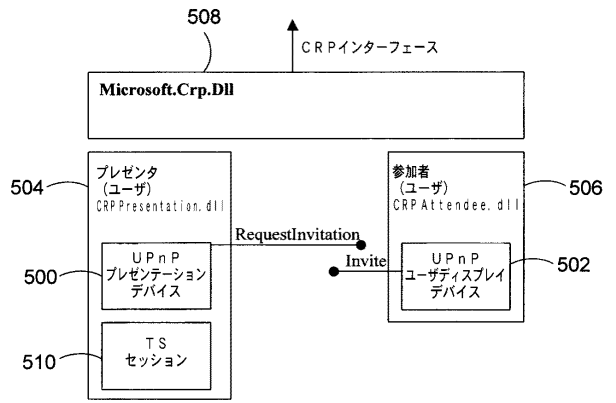 508
CRPインターフェース
Microsoft.Crp.Dll
504
プレゼンタ
(ユーザ)
CRPPresentation.dll
参加者
(ユーザ)
CRPAttendee.dll
506
RequestInvitation
500
UPnP
プレゼンテーション
デバイス
Invite
UPnP
ユーザディスプレイ
デバイス
502
510
TS
セッション